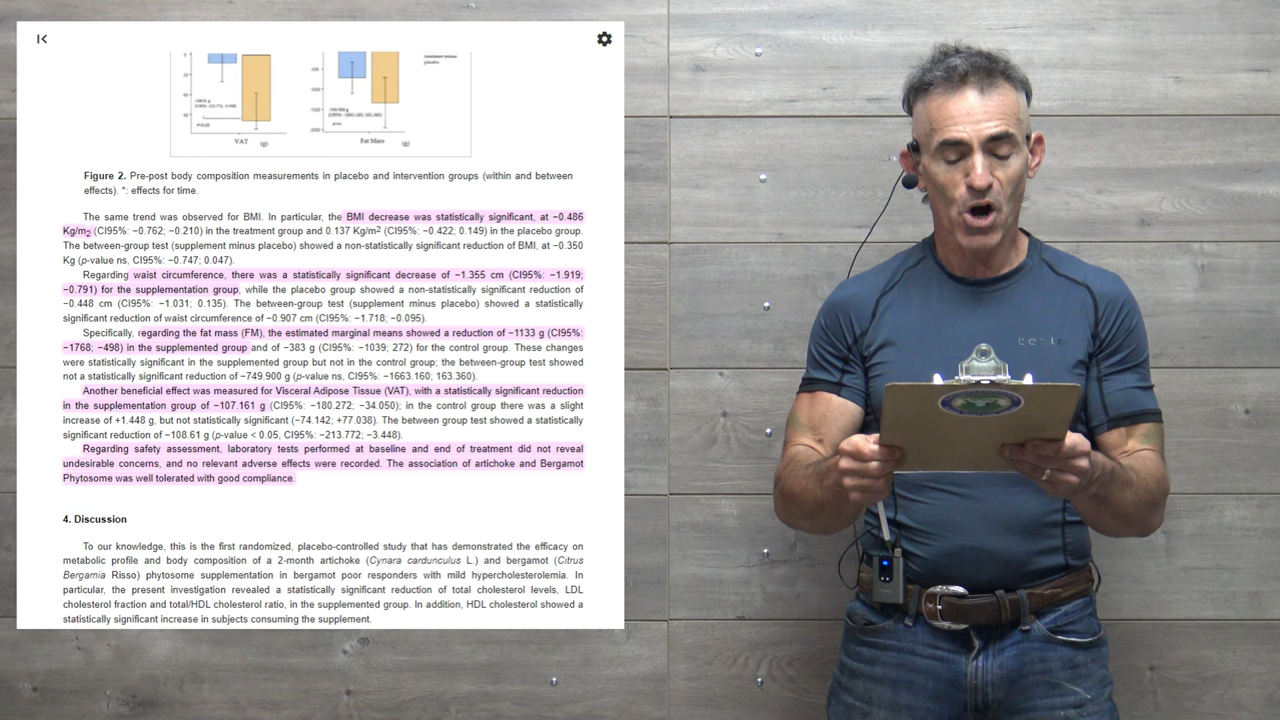 VAT (g) Fat Mass (g)
Figure 2. Pre-post body composition measurements in placebo and intervention groups (within and between
effects). *: effects for time.
The same trend was observed for BMI. In particular, the BMI decrease was statistically significant, at −0.486
Kg/m2 (CI95%: −0.762; −0.210) in the treatment group and 0.137 Kg/m2 (CI95%: −0.422; 0.149) in the placebo group.
The between-group test (supplement minus placebo) showed a non-statistically significant reduction of BMI, at −0.350
Kg (p-value ns, CI95%: −0.747; 0.047).
Regarding waist circumference, there was a statistically significant decrease of −1.355 cm (CI95%: −1.919;
−0.791) for the supplementation group, while the placebo group showed a non-statistically significant reduction of
−0.448 cm (CI95%: −1.031; 0.135). The between-group test (supplement minus placebo) showed a statistically
significant reduction of waist circumference of −0.907 cm (CI95%: −1.718; −0.095).
Specifically, regarding the fat mass (FM), the estimated marginal means showed a reduction of −1133 g (CI95%:
−1768; −498) in the supplemented group and of −383 g (CI95%: −1039; 272) for the control group. These changes
were statistically significant in the supplemented group but not in the control group; the between-group test showed
not a statistically significant reduction of −749.900 g (p-value ns, CI95%: −1663.160; 163.360).
Another beneficial effect was measured for Visceral Adipose Tissue (VAT), with a statistically significant reduction
in the supplementation group of −107.161 g (CI95%: −180.272; −34.050); in the control group there was a slight
increase of +1.448 g, but not statistically significant (−74.142; +77.038). The between group test showed a statistically
significant reduction of −108.61 g (p-value < 0.05, CI95%: −213.772; −3.448).
Regarding safety assessment, laboratory tests performed at baseline and end of treatment did not reveal
undesirable concerns, and no relevant adverse effects were recorded. The association of artichoke and Bergamot
Phytosome was well tolerated with good compliance.
4. Discussion
To our knowledge, this is the first randomized, placebo-controlled study that has demonstrated the efficacy on
metabolic profile and body composition of a 2-month artichoke (Cynara cardunculus L.) and bergamot (Citrus
Bergamia Risso) phytosome supplementation in bergamot poor responders with mild hypercholesterolemia. In
particular, the present investigation revealed a statistically significant reduction of total cholesterol levels, LDL
cholesterol fraction and total/HDL cholesterol ratio, in the supplemented group. In addition, HDL cholesterol showed a
statistically significant increase in subjects consuming the supplement.